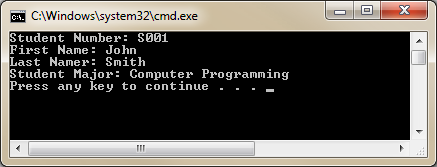 C:\Windows\system32\cmd.exe
Student Number: S001
First Name: John
Last Namer: Smith
Student Major: Computer Programming
Press any key to continue . . .